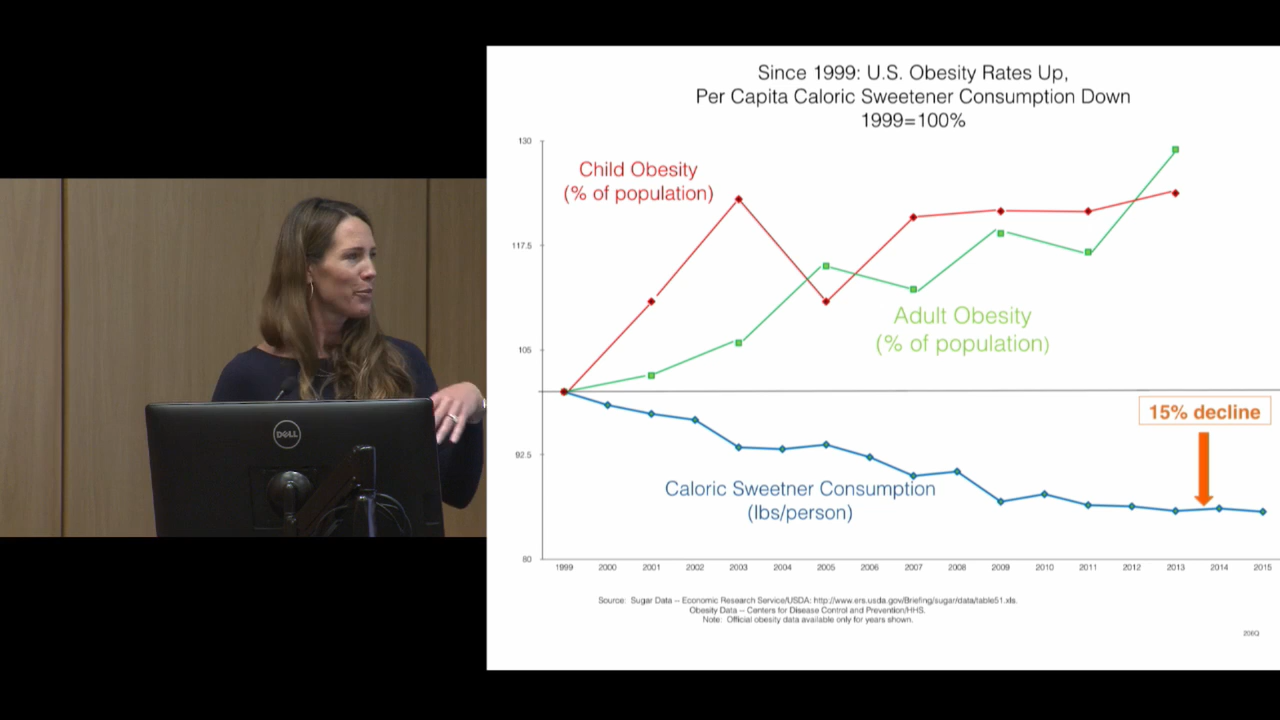 Since 1999: U.S. Obesity Rates Up,
Per Capita Caloric Sweetener Consumption Down
1999=100%
130
Child Obesity
(% of population)
117.5
Adult Obesity
(% of population)
105
15% decline
92.5
Caloric Sweetner Consumption
(lbs/person)
80
1999 2000 2001 2002 2003 2004 2005 2006 2007 2008 2009 2010 2011 2012 2013 2014 2015
Source: Sugar Data -- Economic Research Service/USDA: http://www.ers.usda.gov/Briefing/sugar/data/table51.xls.
Obesity Data -- Centers for Disease Control and Prevention/HHS.
Note: Official obesity data available only for years shown.
DELL